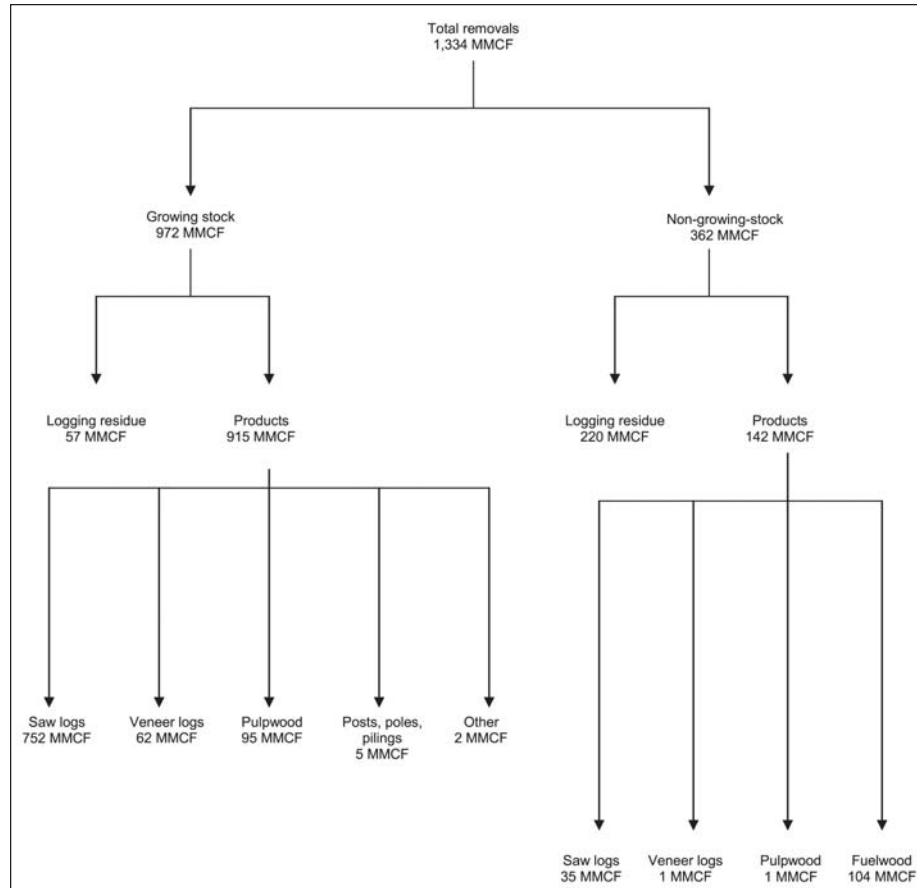 Total removals
1,334 MMCF
Growing stock
972 MMCF
Non-growing-stock
362 MMCF
Logging residue
57 MMCF
Products
915 MMCF
Logging residue
220 MMCF
Products
142 MMCF
Saw logs
752 MMCF
Veneer logs
62 MMCF
Pulpwood
95 MMCF
Posts, poles,
pilings
5 MMCF
Other
2 MMCF
Saw logs
35 MMCF
Veneer logs
1 MMCF
Pulpwood
1 MMCF
Fuelwood
104 MMCF